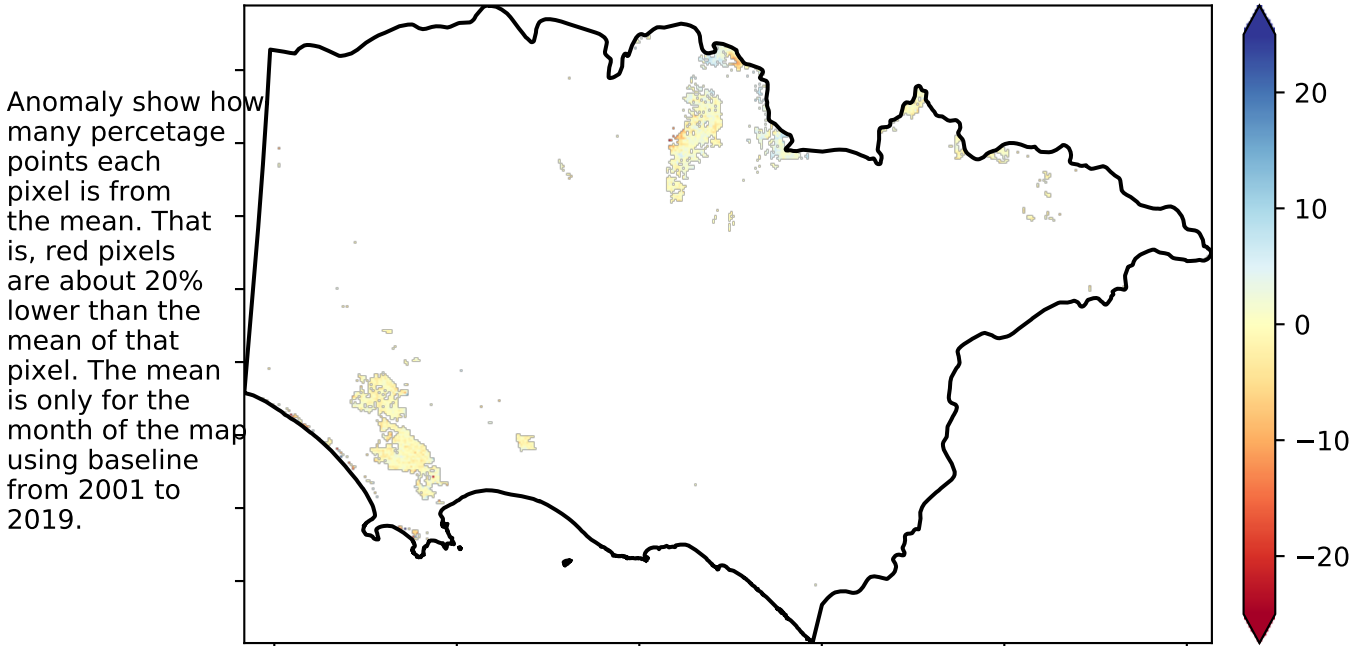 Anomaly show how
many percetage
points each
pixel is from
the mean. That
is, red pixels
are about 20%
lower than the
mean of that
pixel. The mean
is only for the
month of the map
using baseline
from 2001 to
2019.
20
10
0
−10
−20